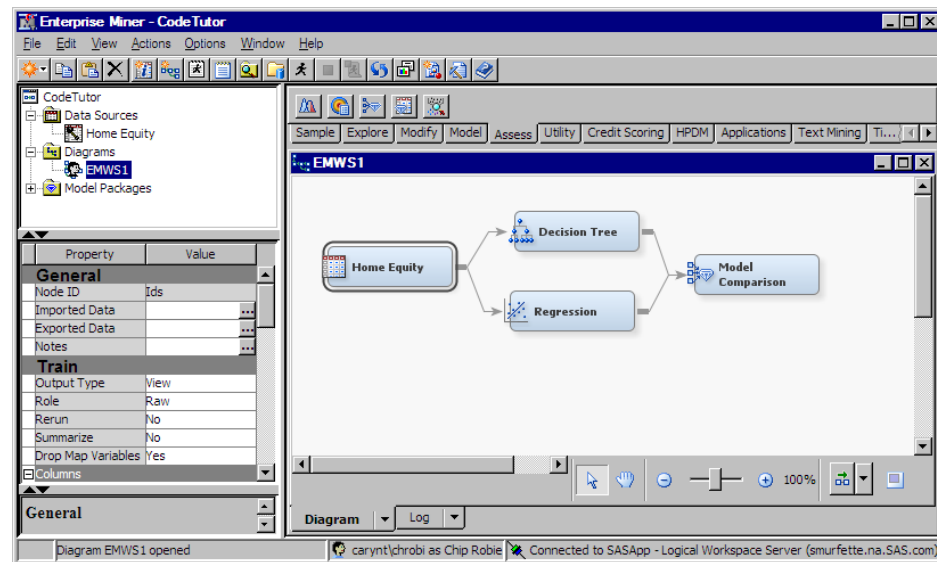 Enterprise Miner - CodeTutor
File Edit View Actions Options Window Help
CodeTutor
Data Sources
Home Equity
Diagrams
EMWS1
Model Packages
Sample Explore Modify Model Assess Utility Credit Scoring HPDM Applications Text Mining Ti...
EMWS1
Home Equity
Decision Tree
Regression
Model
Comparison
Property Value
General
Node ID Ids
Imported Data ...
Exported Data ...
Notes ...
Train
Output Type View
Role Raw
Rerun No
Summarize No
Drop Map Variables Yes
Columns
General
100%
Diagram Log
Diagram EMWS1 opened
carynt\chrobi as Chip Robie
Connected to SASApp - Logical Workspace Server (smurfette.na.SAS.com)